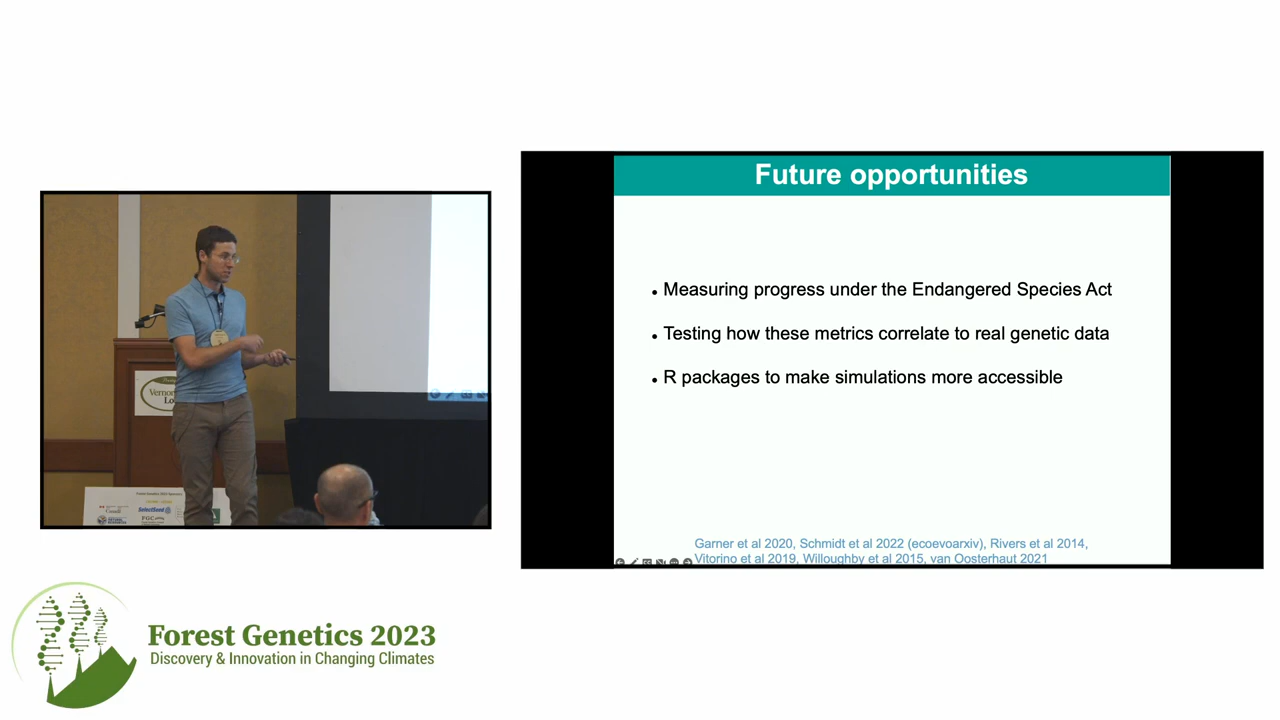 Future opportunities
• Measuring progress under the Endangered Species Act
• Testing how these metrics correlate to real genetic data
• R packages to make simulations more accessible
Garner et al 2020, Schmidt et al 2022 (ecoevoarxiv), Rivers et al 2014,
Vitorino et al 2019, Willoughby et al 2015, van Oosterhaut 2021
Forest Genetics 2023
Discovery & Innovation in Changing Climates